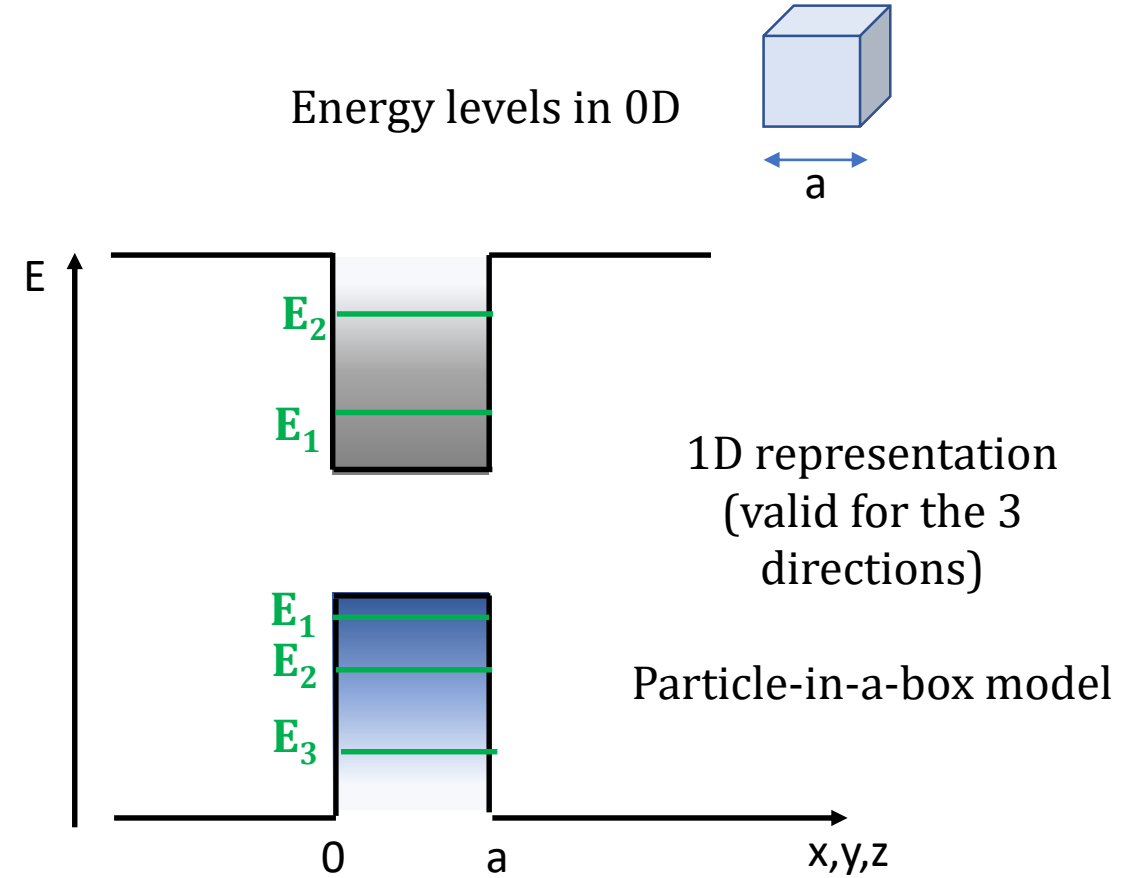 Energy levels in 0D
a
E
E₂
E₁
1D representation
(valid for the 3
directions)
E₁
E₂
Particle-in-a-box model
E₃
0
a
x,y,z